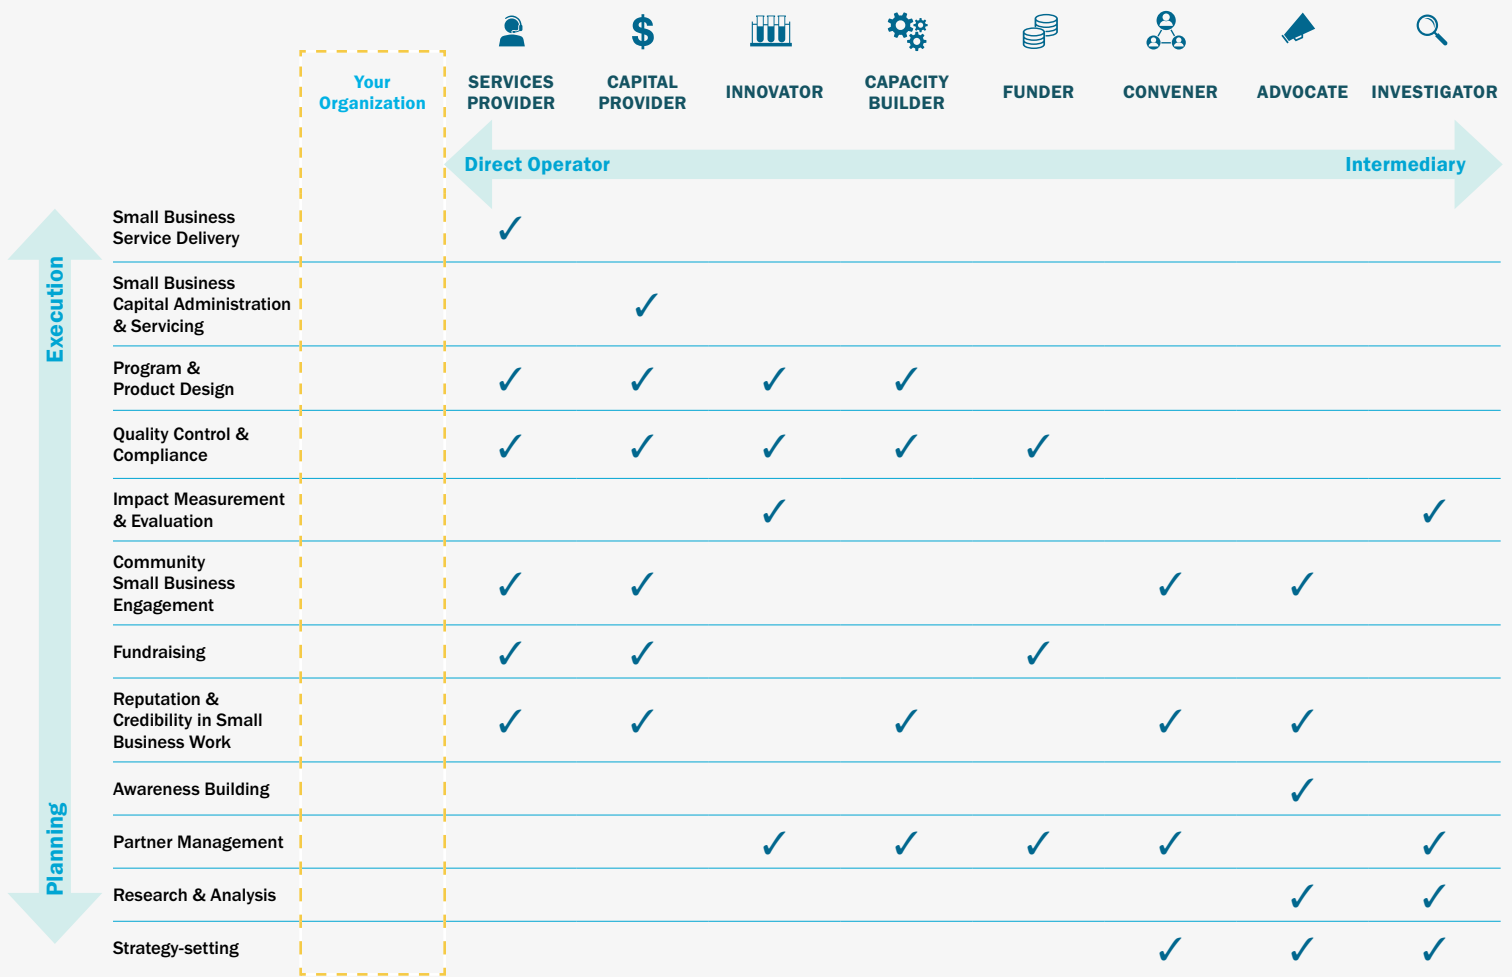 Your
Organization
SERVICES
PROVIDER
CAPITAL
PROVIDER
INNOVATOR
CAPACITY
BUILDER
FUNDER
CONVENER
ADVOCATE
INVESTIGATOR
Direct Operator
Intermediary
Execution
Planning
Small Business
Service Delivery
✓
Small Business
Capital Administration
& Servicing
✓
Program &
Product Design
✓ ✓ ✓ ✓
Quality Control &
Compliance
✓ ✓ ✓ ✓ ✓
Impact Measurement
& Evaluation
✓ ✓
Community
Small Business
Engagement
✓ ✓ ✓ ✓
Fundraising
✓ ✓ ✓
Reputation &
Credibility in Small
Business Work
✓ ✓ ✓ ✓ ✓
Awareness Building
✓
Partner Management
✓ ✓ ✓ ✓ ✓
Research & Analysis
✓ ✓
Strategy-setting
✓ ✓ ✓